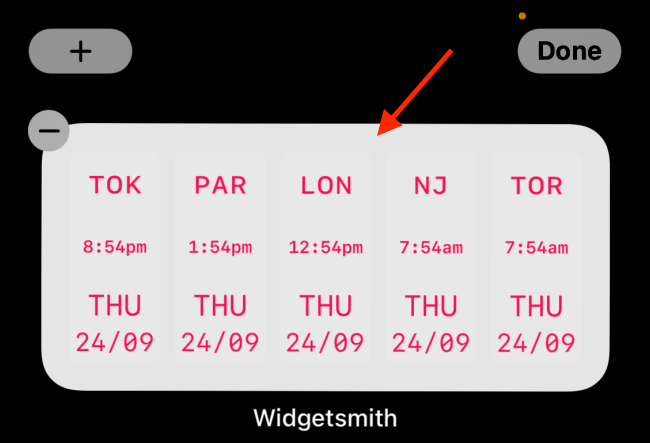 + Done
−
TOK PAR LON NJ TOR
8:54pm 1:54pm 12:54pm 7:54am 7:54am
THU THU THU THU THU
24/09 24/09 24/09 24/09 24/09
Widgetsmith